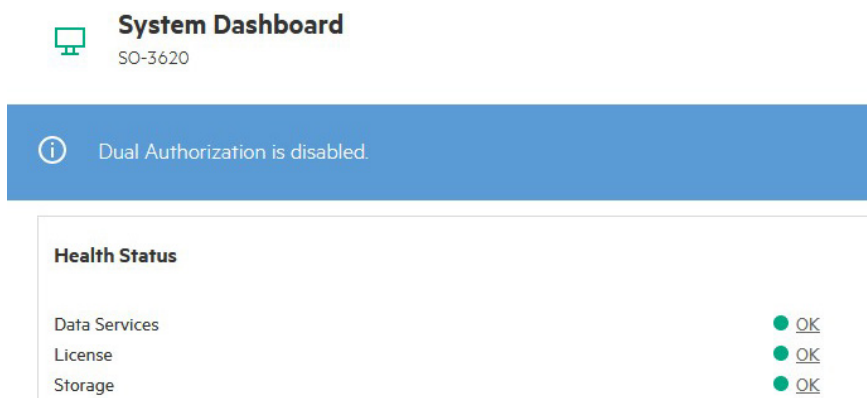 System Dashboard
SO-3620
Dual Authorization is disabled.
Health Status
Data Services OK
License OK
Storage OK